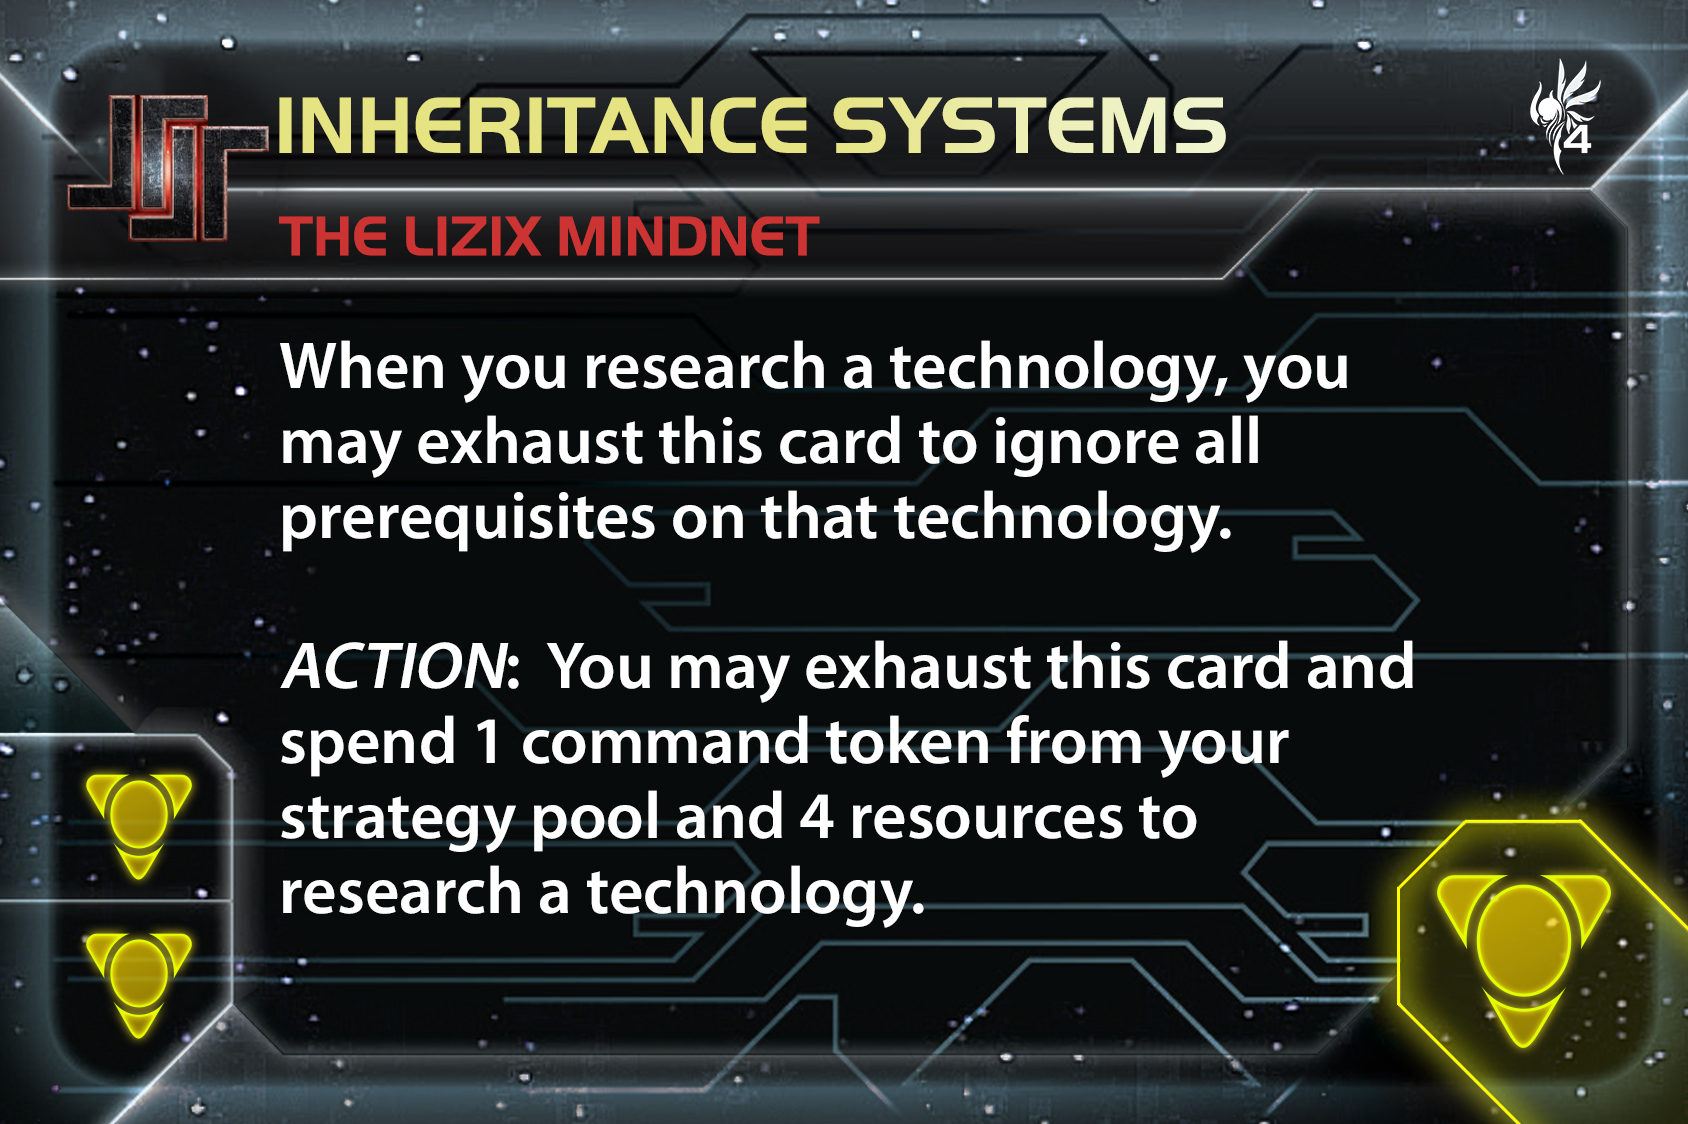 INHERITANCE SYSTEMS
4
THE LIZIX MINDNET
When you research a technology, you
may exhaust this card to ignore all
prerequisites on that technology.
ACTION: You may exhaust this card and
spend 1 command token from your
strategy pool and 4 resources to
research a technology.